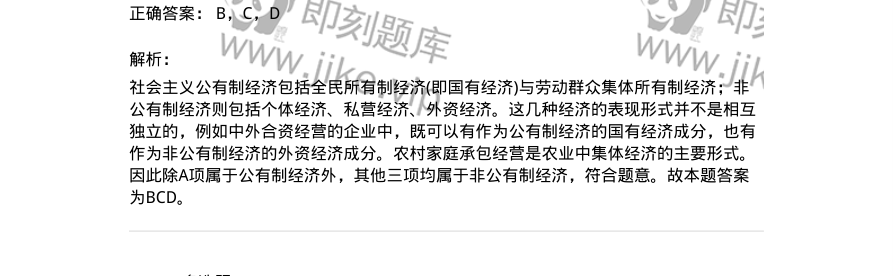 正确答案： B，C，D
即刻题库
www.jike.vip
解析：
社会主义公有制经济包括全民所有制经济(即国有经济)与劳动群众集体所有制经济；非
公有制经济则包括个体经济、私营经济、外资经济。这几种经济的表现形式并不是相互
独立的，例如中外合资经营的企业中，既可以有作为公有制经济的国有经济成分，也有
作为非公有制经济的外资经济成分。农村家庭承包经营是农业中集体经济的主要形式。
因此除A项属于公有制经济外，其他三项均属于非公有制经济，符合题意。故本题答案
为BCD。